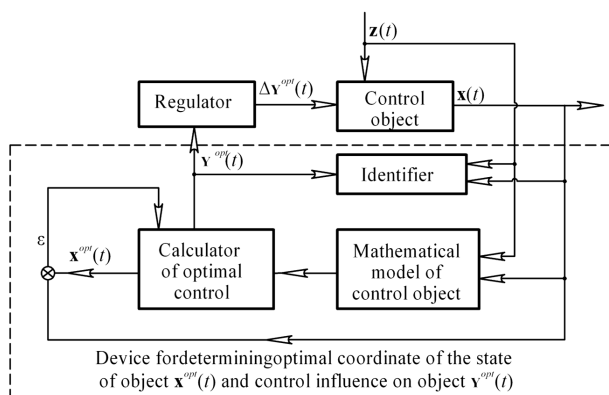 z(t)
Regulator
Δʏ^opt(t)
Control
object
x(t)
ʏ^opt(t)
Identifier
ε
x^opt(t)
Calculator
of optimal
control
Mathematical
model of
control object
Device fordeterminingoptimal coordinate of the state
of object x^opt(t) and control influence on object ʏ^opt(t)